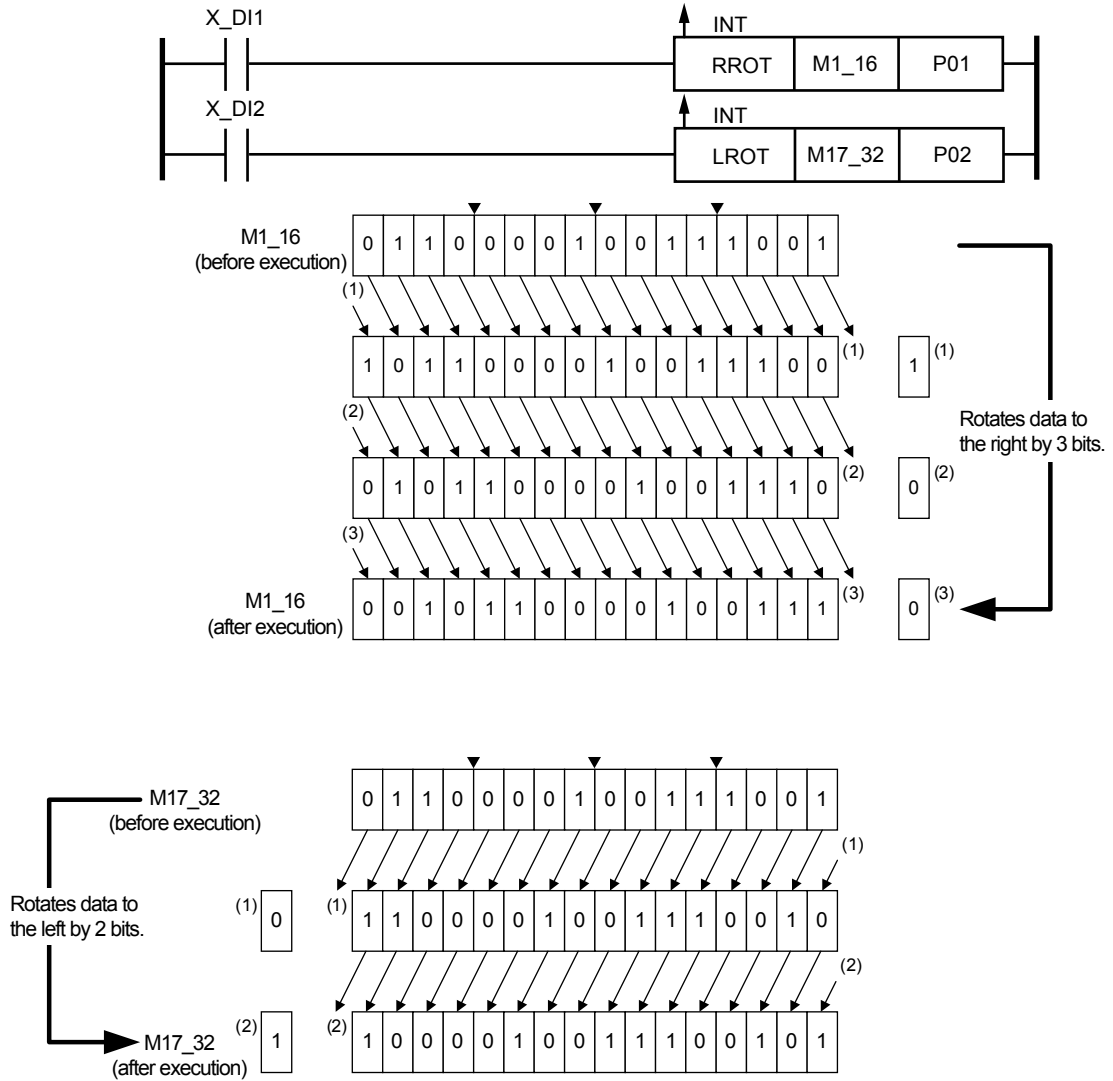 X_DI1
INT
RROT M1_16 P01
X_DI2
INT
LROT M17_32 P02
M1_16
(before execution)
0 1 1 0 0 0 0 1 0 0 1 1 1 0 0 1
(1)
1 0 1 1 0 0 0 0 1 0 0 1 1 1 0 0 (1) 1 (1)
(2)
0 1 0 1 1 0 0 0 0 1 0 0 1 1 1 0 (2) 0 (2)
(3)
M1_16
(after execution)
0 0 1 0 1 1 0 0 0 0 1 0 0 1 1 1 (3) 0 (3)
Rotates data to
the right by 3 bits.
M17_32
(before execution)
0 1 1 0 0 0 0 1 0 0 1 1 1 0 0 1
(1)
Rotates data to
the left by 2 bits.
(1) 0 (1) 1 1 0 0 0 0 1 0 0 1 1 1 0 0 1 0
(2)
M17_32
(after execution)
(2) 1 (2) 1 0 0 0 0 1 0 0 1 1 1 0 0 1 0 1